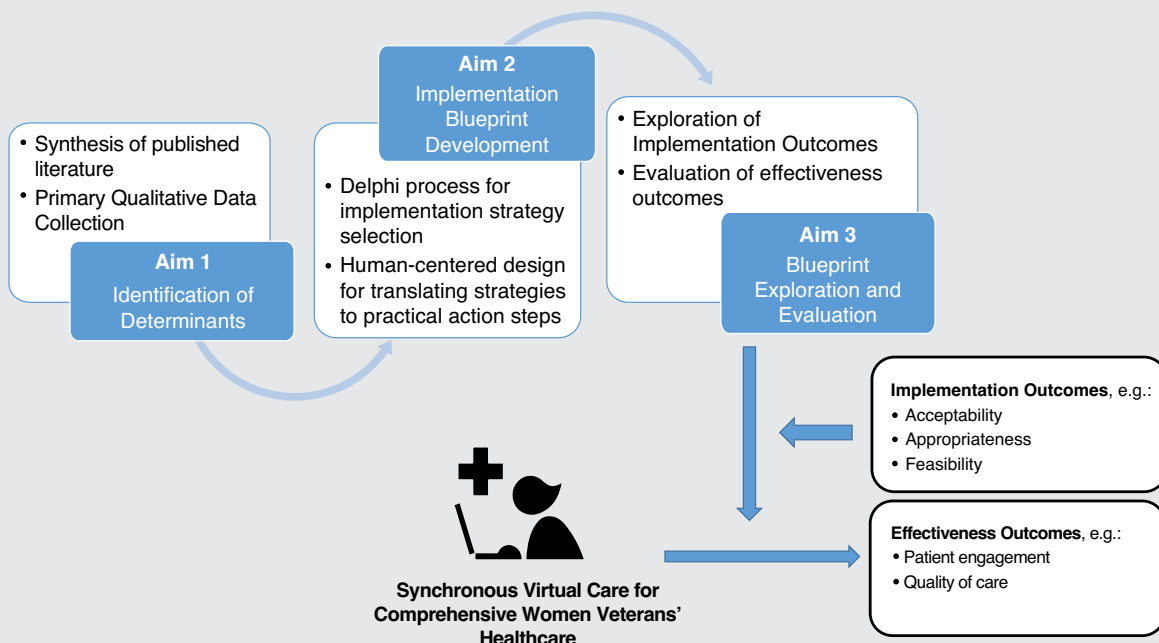 • Synthesis of published
literature
• Primary Qualitative Data
Collection
Aim 1
Identification of
Determinants
Aim 2
Implementation
Blueprint
Development
• Delphi process for
implementation strategy
selection
• Human-centered design
for translating strategies
to practical action steps
• Exploration of
Implementation Outcomes
• Evaluation of effectiveness
outcomes
Aim 3
Blueprint
Exploration and
Evaluation
Implementation Outcomes, e.g.:
• Acceptability
• Appropriateness
• Feasibility
Effectiveness Outcomes, e.g.:
• Patient engagement
• Quality of care
Synchronous Virtual Care for
Comprehensive Women Veterans’
Healthcare